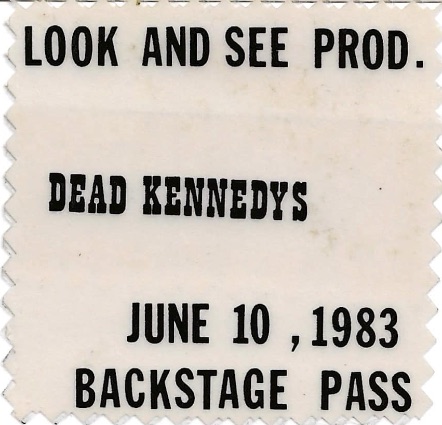 LOOK AND SEE PROD.
DEAD KENNEDYS
JUNE 10 , 1983
BACKSTAGE PASS